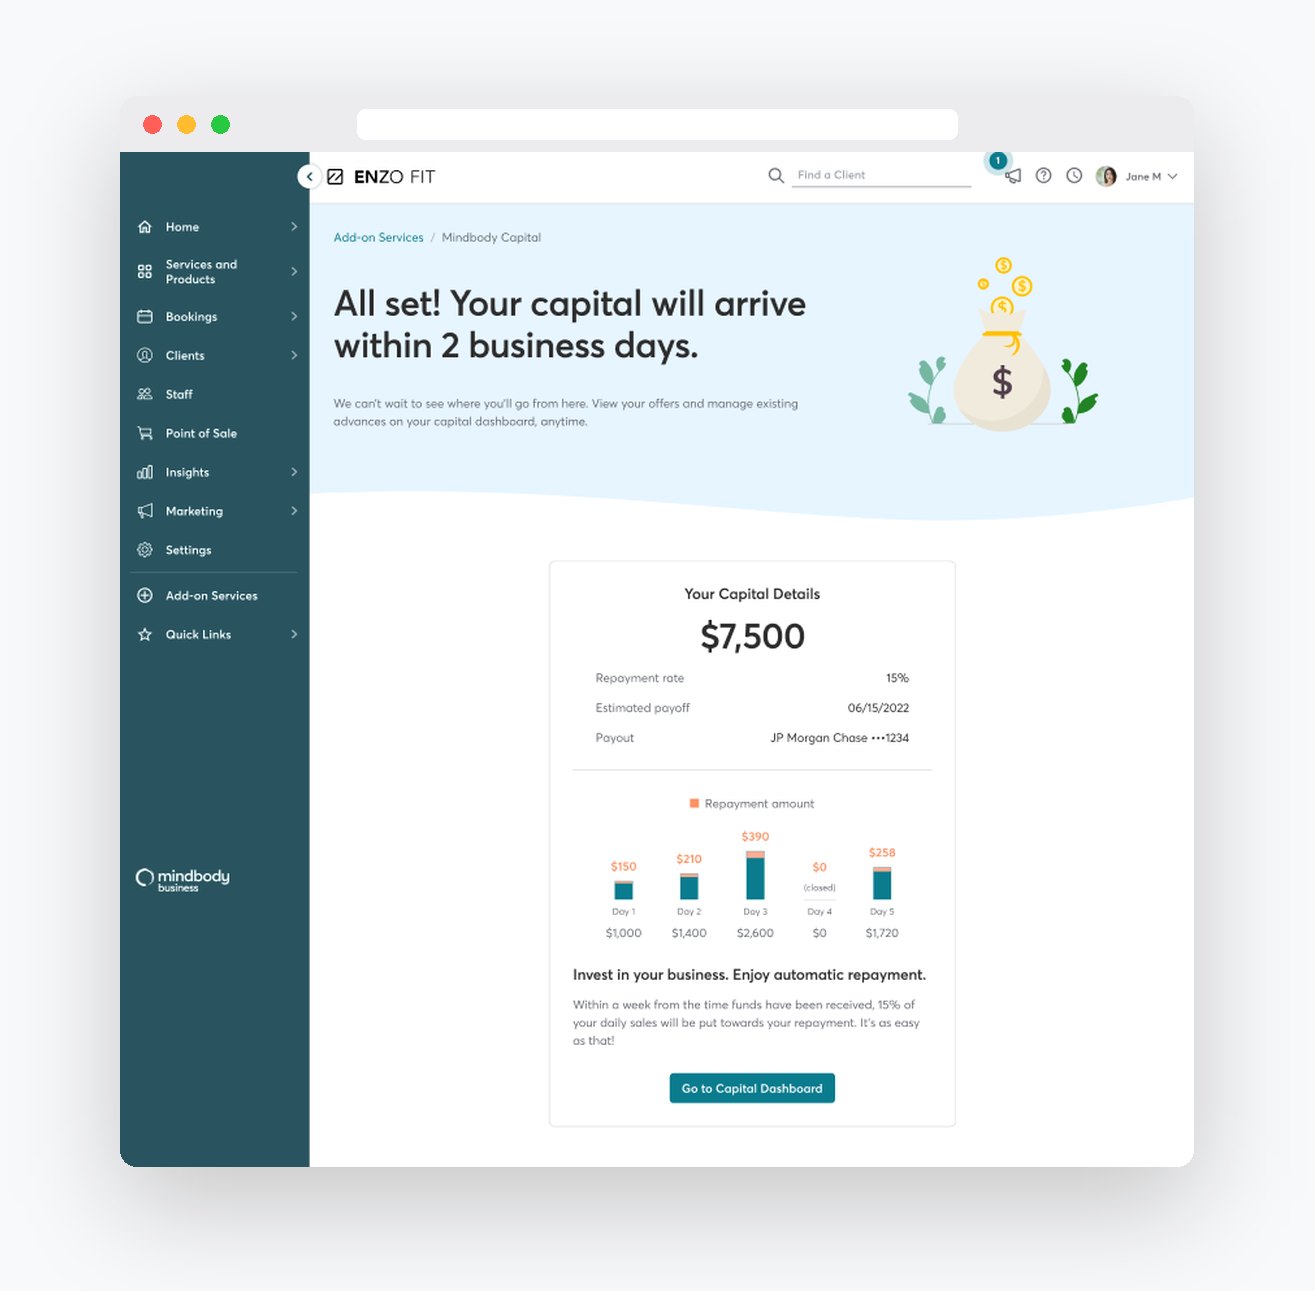 ENZO FIT
Find a Client
1
Jane M
Home
Services and
Products
Bookings
Clients
Staff
Point of Sale
Insights
Marketing
Settings
Add-on Services
Quick Links
mindbody
business
Add-on Services / Mindbody Capital
All set! Your capital will arrive
within 2 business days.
We can't wait to see where you'll go from here. View your offers and manage existing
advances on your capital dashboard, anytime.
$
$
$
$
Your Capital Details
$7,500
Repayment rate 15%
Estimated payoff 06/15/2022
Payout JP Morgan Chase •••1234
Repayment amount
$150 $210 $390 $0 $258
(closed)
Day 1 Day 2 Day 3 Day 4 Day 5
$1,000 $1,400 $2,600 $0 $1,720
Invest in your business. Enjoy automatic repayment.
Within a week from the time funds have been received, 15% of
your daily sales will be put towards your repayment. It's as easy
as that!
Go to Capital Dashboard